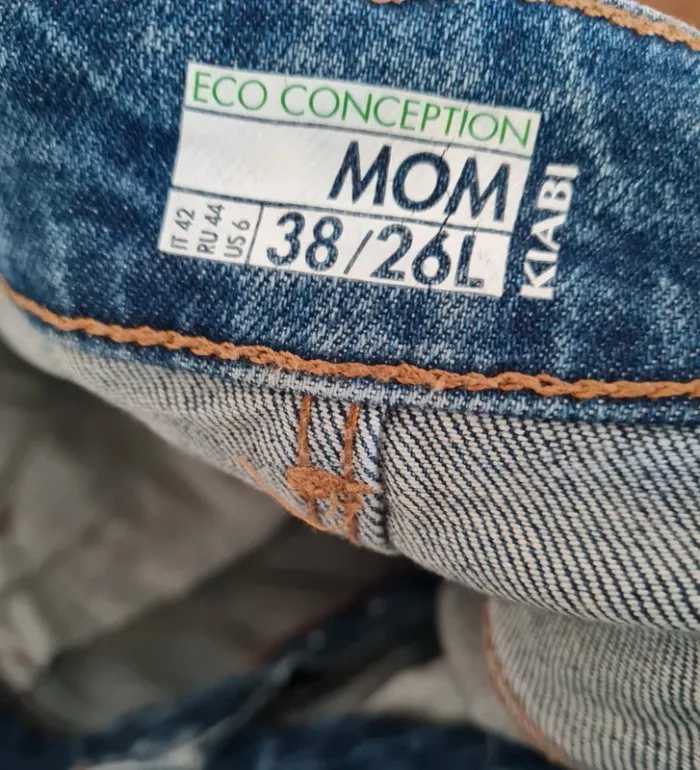 ECO CONCEPTION
MOM
IT 42
RU 44
US 6
38/26L
KIABI